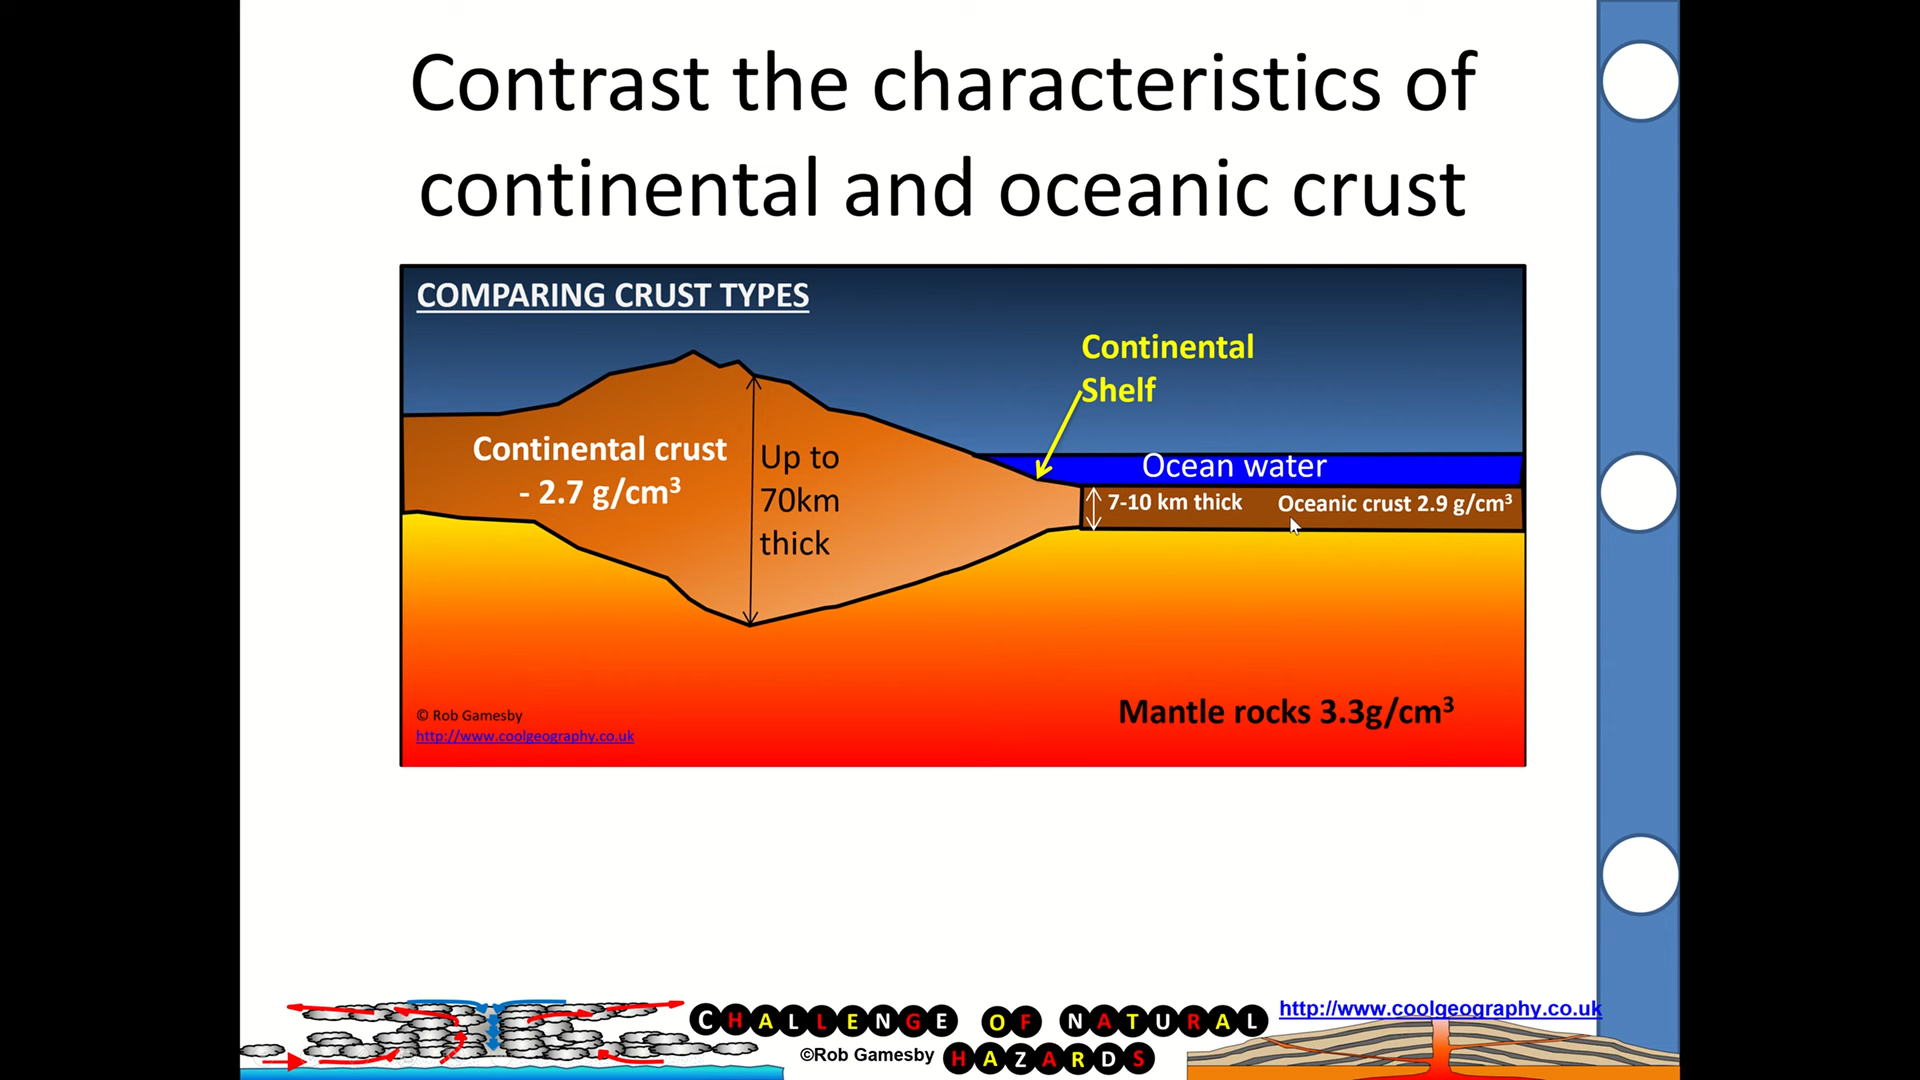 Contrast the characteristics of
continental and oceanic crust
COMPARING CRUST TYPES
Continental
Shelf
Continental crust
- 2.7 g/cm³
Up to
70km
thick
Ocean water
7-10 km thick
Oceanic crust 2.9 g/cm³
Mantle rocks 3.3g/cm³
© Rob Gamesby
http://www.coolgeography.co.uk
CHALLENGE OF NATURAL
HAZARDS
©Rob Gamesby
http://www.coolgeography.co.uk